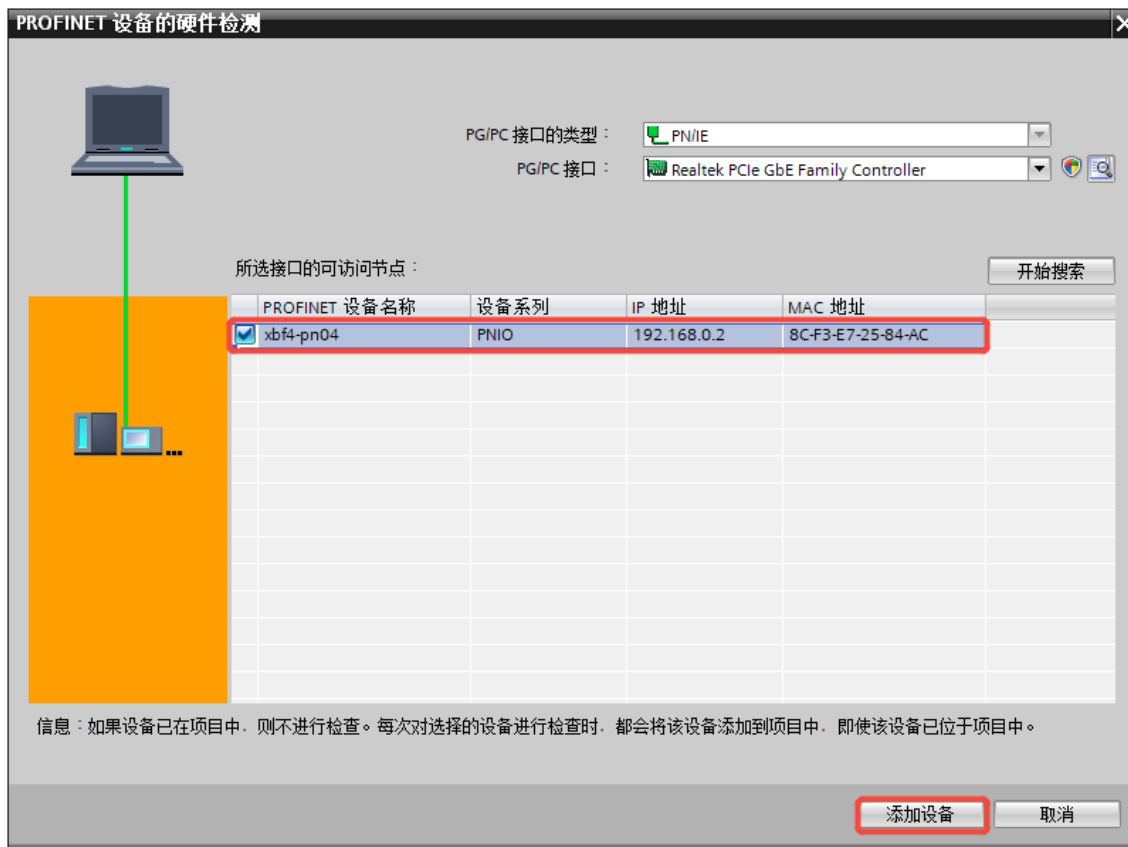 PROFINET 设备的硬件检测
PG/PC 接口的类型：
PN/IE
PG/PC 接口：
Realtek PCIe GbE Family Controller
所选接口的可访问节点：
开始搜索
PROFINET 设备名称 设备系列 IP 地址 MAC 地址
xbf4-pn04 PNIO 192.168.0.2 8C-F3-E7-25-84-AC
信息：如果设备已在项目中，则不进行检查。每次对选择的设备进行检查时，都会将该设备添加到项目中，即使该设备已位于项目中。
添加设备 取消